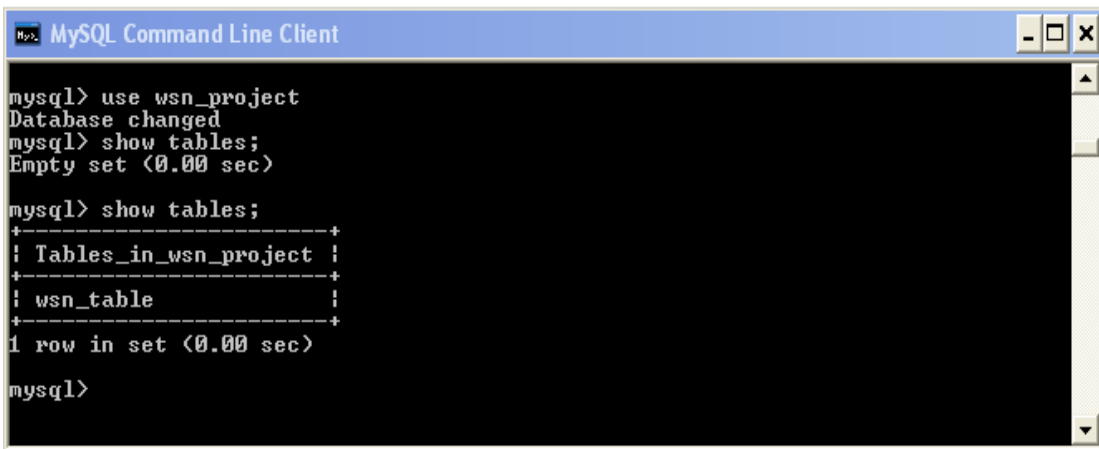 MySQL Command Line Client
mysql> use wsn_project
Database changed
mysql> show tables;
Empty set (0.00 sec)
mysql> show tables;
+-----------------------+
| Tables_in_wsn_project |
+-----------------------+
| wsn_table             |
+-----------------------+
1 row in set (0.00 sec)
mysql>